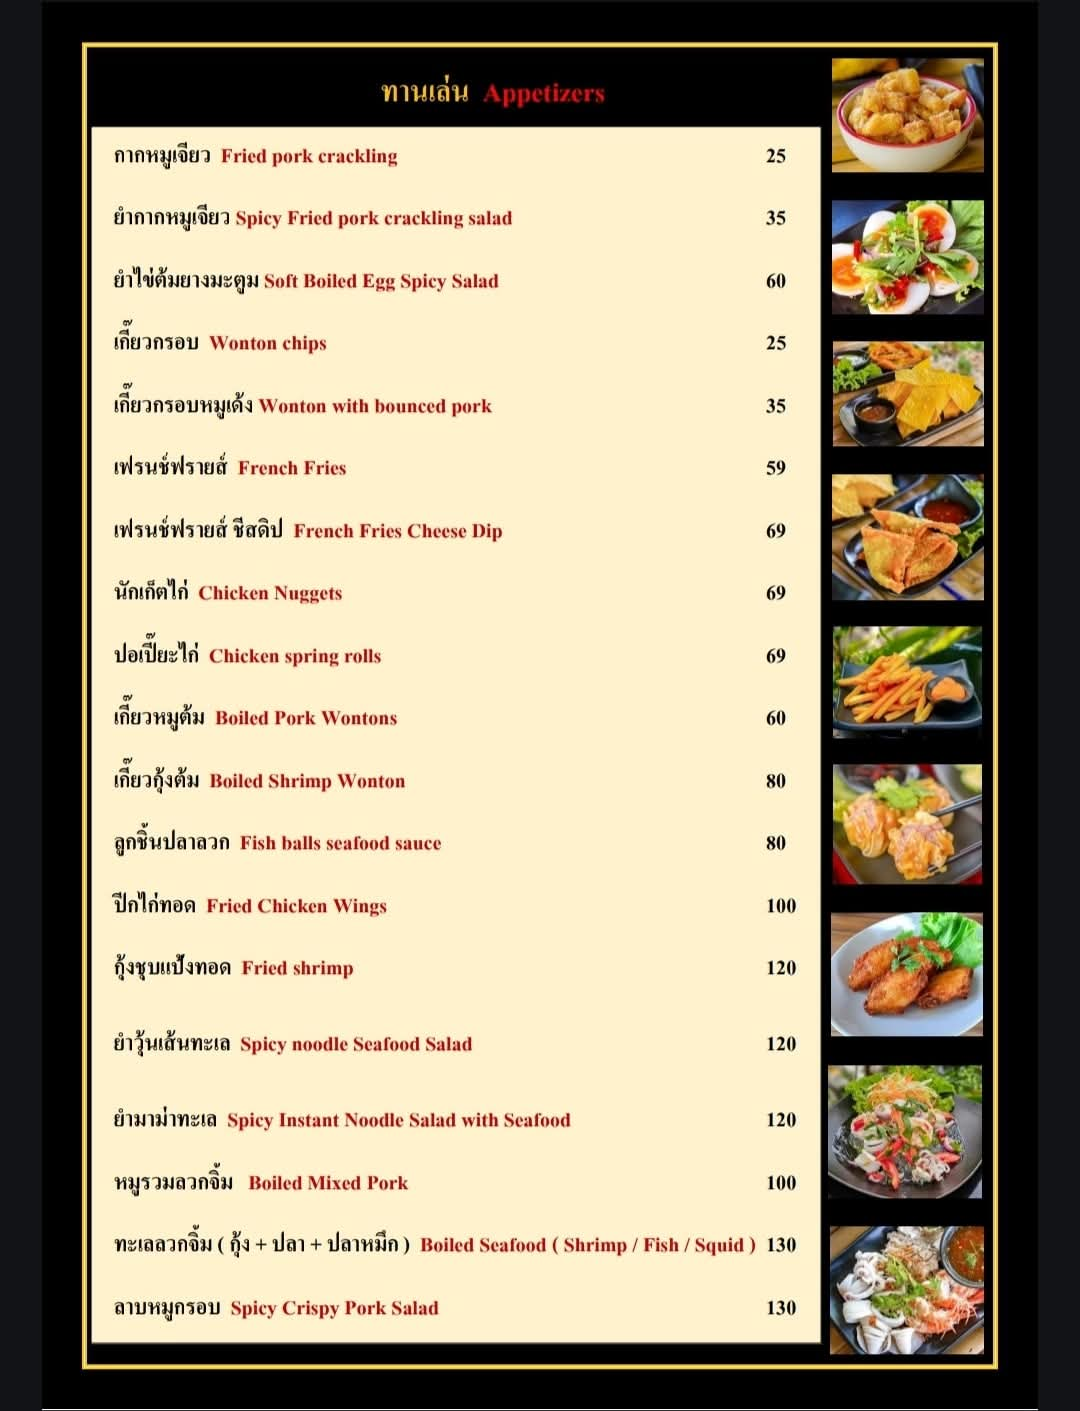 ทานเล่น Appetizers
กากหมูเจียว Fried pork crackling 25
ยำกากหมูเจียว Spicy Fried pork crackling salad 35
ยำไข่ต้มยางมะตูม Soft Boiled Egg Spicy Salad 60
เกี๊ยวกรอบ Wonton chips 25
เกี๊ยวกรอบหมูเด้ง Wonton with bounced pork 35
เฟรนช์ฟรายส์ French Fries 59
เฟรนช์ฟรายส์ ชีสดิป French Fries Cheese Dip 69
นักเก็ตไก่ Chicken Nuggets 69
ปอเปี๊ยะไก่ Chicken spring rolls 69
เกี๊ยวหมูต้ม Boiled Pork Wontons 60
เกี๊ยวกุ้งต้ม Boiled Shrimp Wonton 80
ลูกชิ้นปลาลวก Fish balls seafood sauce 80
ปีกไก่ทอด Fried Chicken Wings 100
กุ้งชุบแป้งทอด Fried shrimp 120
ยำวุ้นเส้นทะเล Spicy noodle Seafood Salad 120
ยำมาม่าทะเล Spicy Instant Noodle Salad with Seafood 120
หมูรวมลวกจิ้ม Boiled Mixed Pork 100
ทะเลลวกจิ้ม ( กุ้ง + ปลา + ปลาหมึก ) Boiled Seafood ( Shrimp / Fish / Squid ) 130
ลาบหมูกรอบ Spicy Crispy Pork Salad 130